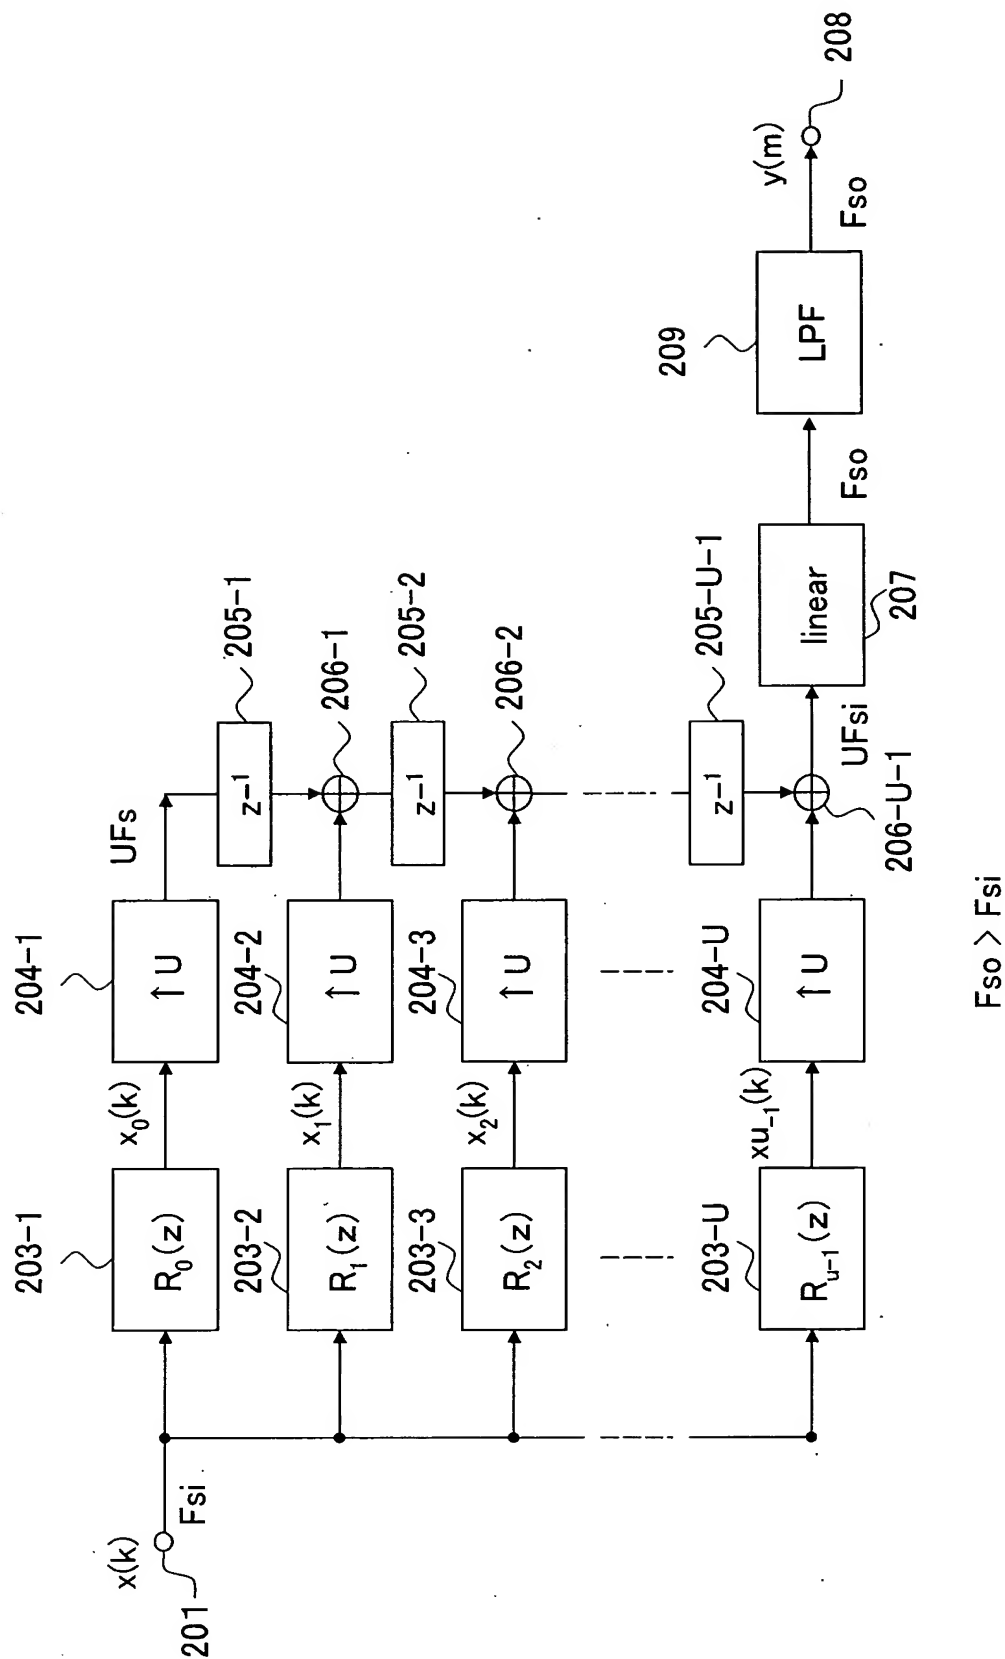 x(k)
201
Fsi
203-1
R₀(z)
x₀(k)
204-1
↑U
UFs
z⁻¹
205-1
203-2
R₁(z)
x₁(k)
204-2
↑U
206-1
z⁻¹
205-2
203-3
R₂(z)
x₂(k)
204-3
↑U
206-2
z⁻¹
205-U-1
203-U
Rᵤ₋₁(z)
xu₋₁(k)
204-U
↑U
206-U-1
UFsi
linear
207
Fso
209
LPF
Fso
y(m)
208
Fso > Fsi